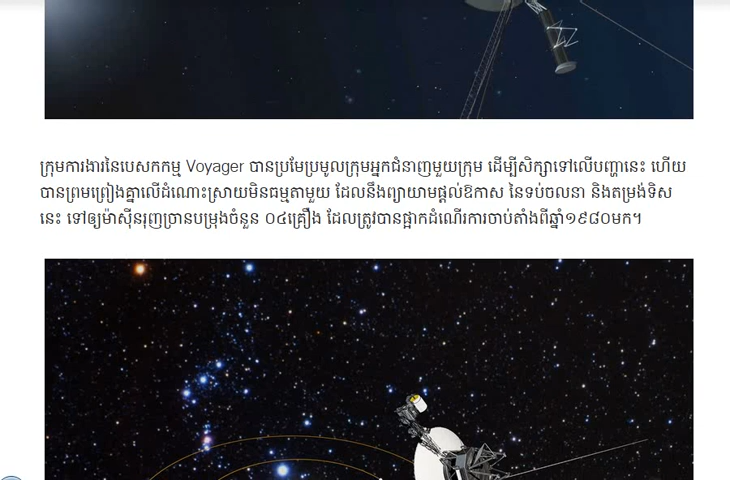 ក្រុមការងារនៃបេសកកម្ម Voyager បានប្រមែប្រមូលក្រុមអ្នកជំនាញមួយក្រុម ដើម្បីសិក្សាទៅលើបញ្ហានេះ ហើយ
បានព្រមព្រៀងគ្នាលើដំណោះស្រាយមិនធម្មតាមួយ ដែលនឹងព្យាយាមផ្តល់ឱកាស នៃទប់ចលនា និងតម្រង់ទិស
នេះ ទៅឲ្យម៉ាស៊ីនរុញច្រានបម្រុងចំនួន ០៤គ្រឿង ដែលត្រូវបានផ្អាកដំណើរការចាប់តាំងពីឆ្នាំ១៩៨០មក។